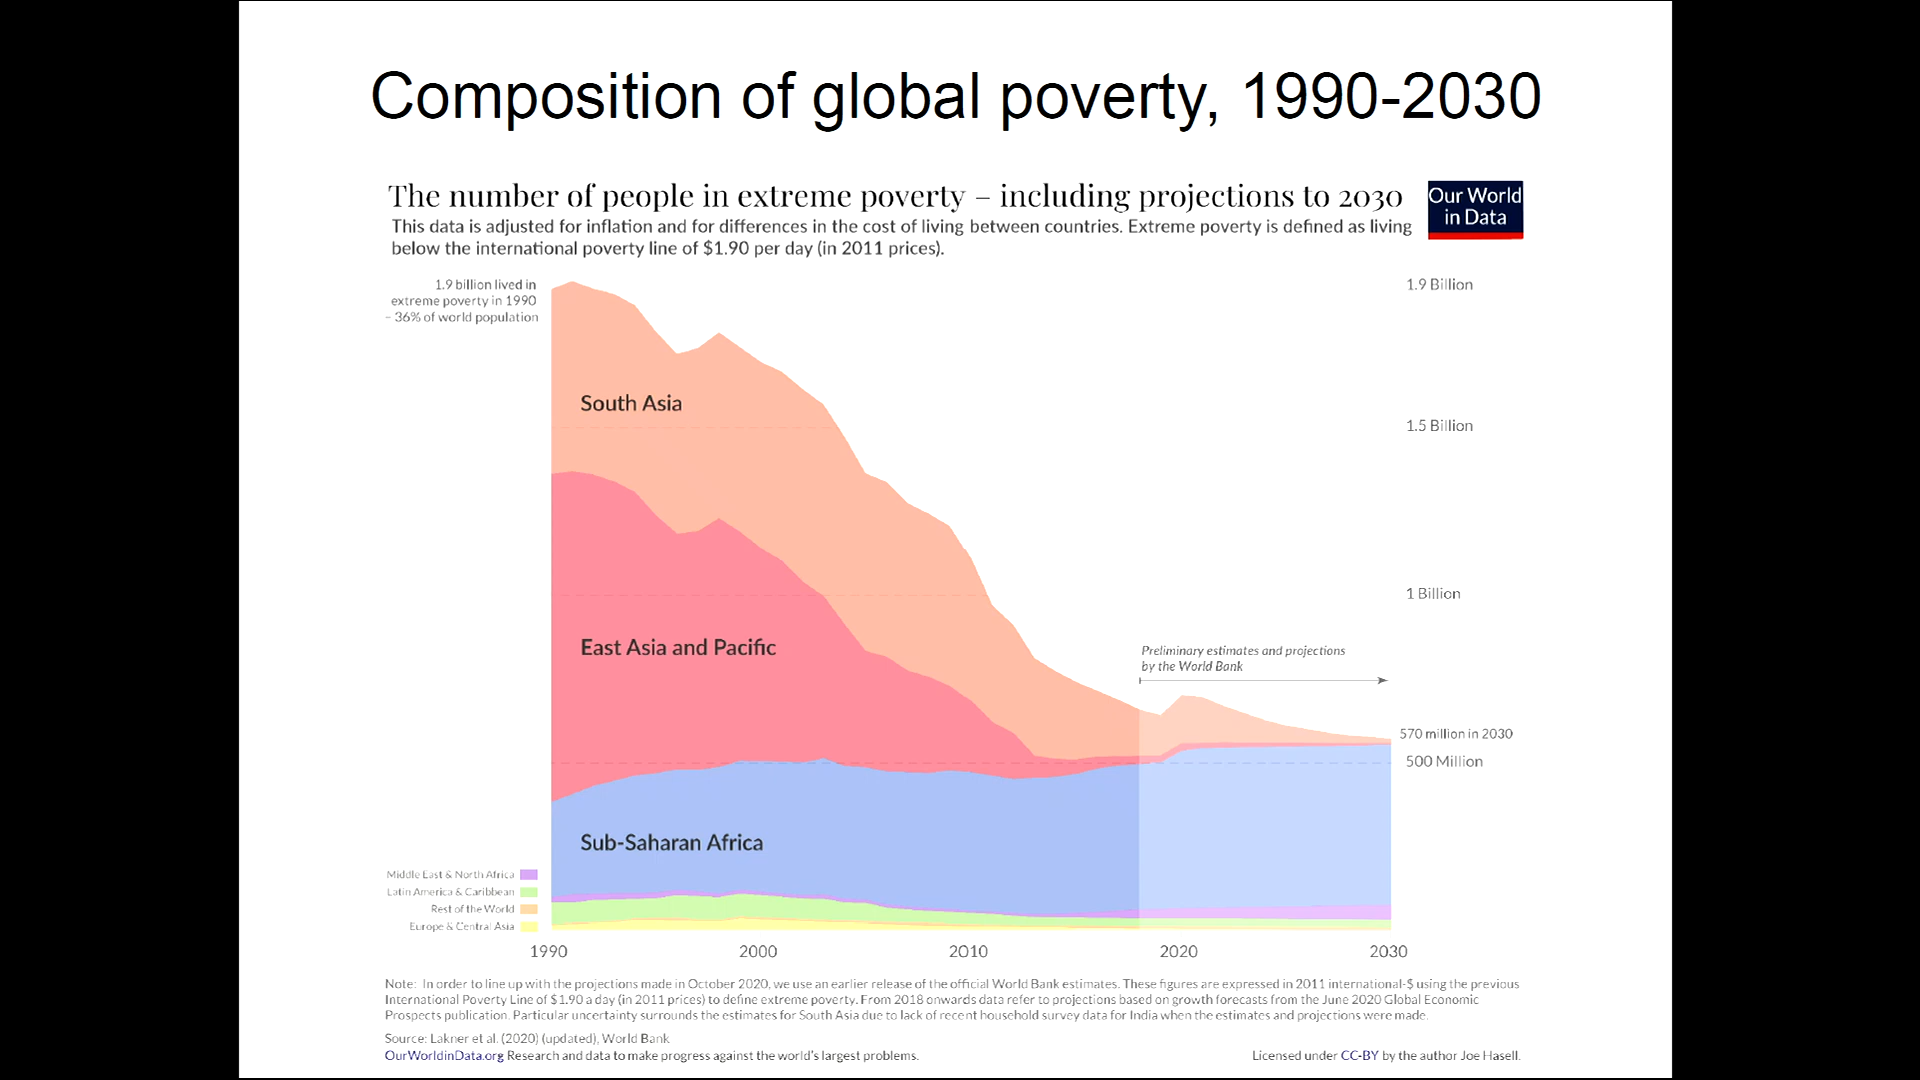 Composition of global poverty, 1990-2030
The number of people in extreme poverty – including projections to 2030
Our World
in Data
This data is adjusted for inflation and for differences in the cost of living between countries. Extreme poverty is defined as living
below the international poverty line of $1.90 per day (in 2011 prices).
1.9 billion lived in
extreme poverty in 1990
– 36% of world population
1.9 Billion
South Asia
1.5 Billion
1 Billion
East Asia and Pacific
Preliminary estimates and projections
by the World Bank
570 million in 2030
500 Million
Sub-Saharan Africa
Middle East & North Africa
Latin America & Caribbean
Rest of the World
Europe & Central Asia
1990 2000 2010 2020 2030
Note: In order to line up with the projections made in October 2020, we use an earlier release of the official World Bank estimates. These figures are expressed in 2011 international-$ using the previous
International Poverty Line of $1.90 a day (in 2011 prices) to define extreme poverty. From 2018 onwards data refer to projections based on growth forecasts from the June 2020 Global Economic
Prospects publication. Particular uncertainty surrounds the estimates for South Asia due to lack of recent household survey data for India when the estimates and projections were made.
Source: Lakner et al. (2020) (updated), World Bank
OurWorldinData.org Research and data to make progress against the world's largest problems.
Licensed under CC-BY by the author Joe Hasell.